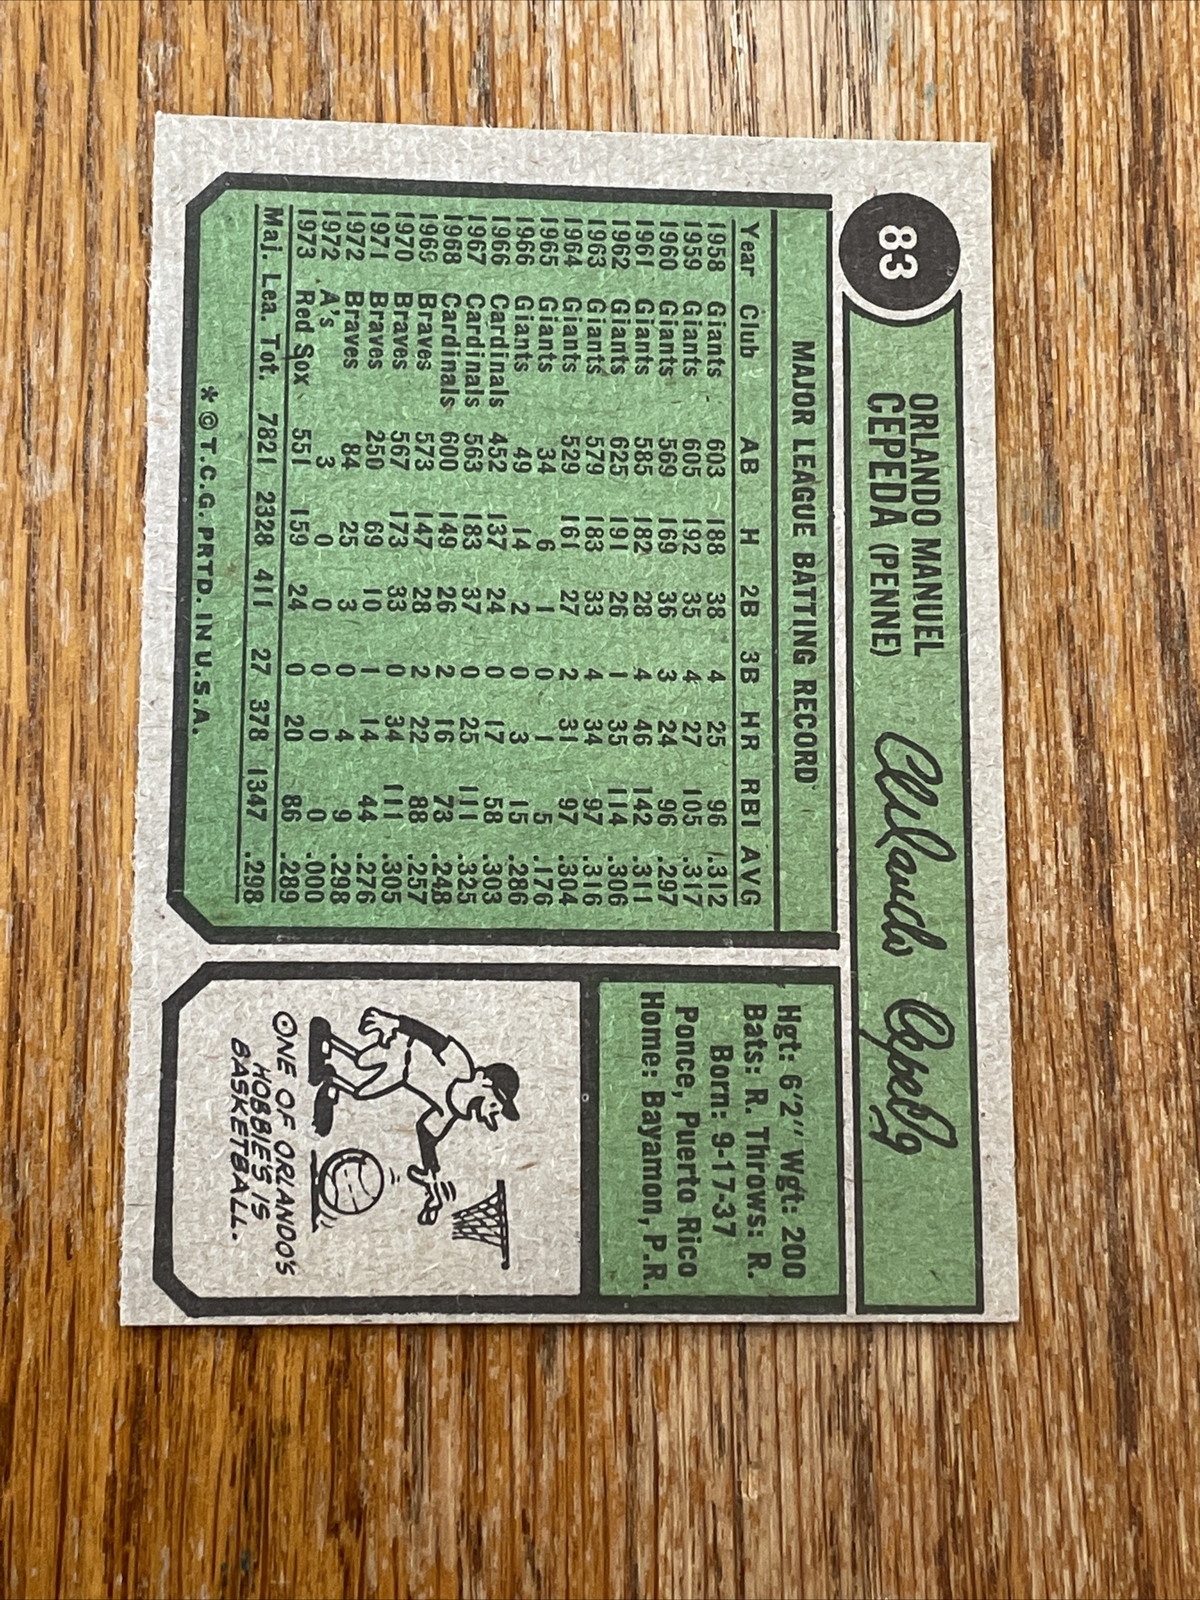 83
ORLANDO MANUEL
CEPEDA (PENNE)
Orlando Cepeda
MAJOR LEAGUE BATTING RECORD
Year Club AB H 2B 3B HR RBI AVG
1958 Giants 603 188 38 4 25 96 .312
1959 Giants 605 192 35 4 27 105 .317
1960 Giants 569 169 36 3 24 96 .297
1961 Giants 585 182 28 4 46 142 .311
1962 Giants 625 191 26 1 35 114 .306
1963 Giants 579 183 33 4 34 97 .316
1964 Giants 529 161 27 2 31 97 .304
1965 Giants 34 6 1 0 1 5 .176
1966 Giants 49 14 2 0 3 15 .286
1966 Cardinals 452 137 24 0 17 58 .303
1967 Cardinals 563 183 37 0 25 111 .325
1968 Cardinals 600 149 26 2 16 73 .248
1969 Braves 573 147 28 2 22 88 .257
1970 Braves 567 173 33 0 34 111 .305
1971 Braves 250 69 10 1 14 44 .276
1972 Braves 84 25 3 0 4 9 .298
1972 A's 3 0 0 0 0 0 .000
1973 Red Sox 551 159 24 0 20 86 .289
Maj. Lea. Tot. 7821 2328 411 27 378 1347 .298
* © T.C.G. PRTD. IN U.S.A.
Hgt: 6'2" Wgt: 200
Bats: R. Throws: R.
Born: 9-17-37
Ponce, Puerto Rico
Home: Bayamon, P.R.
ONE OF ORLANDO'S
HOBBIE'S IS
BASKETBALL.